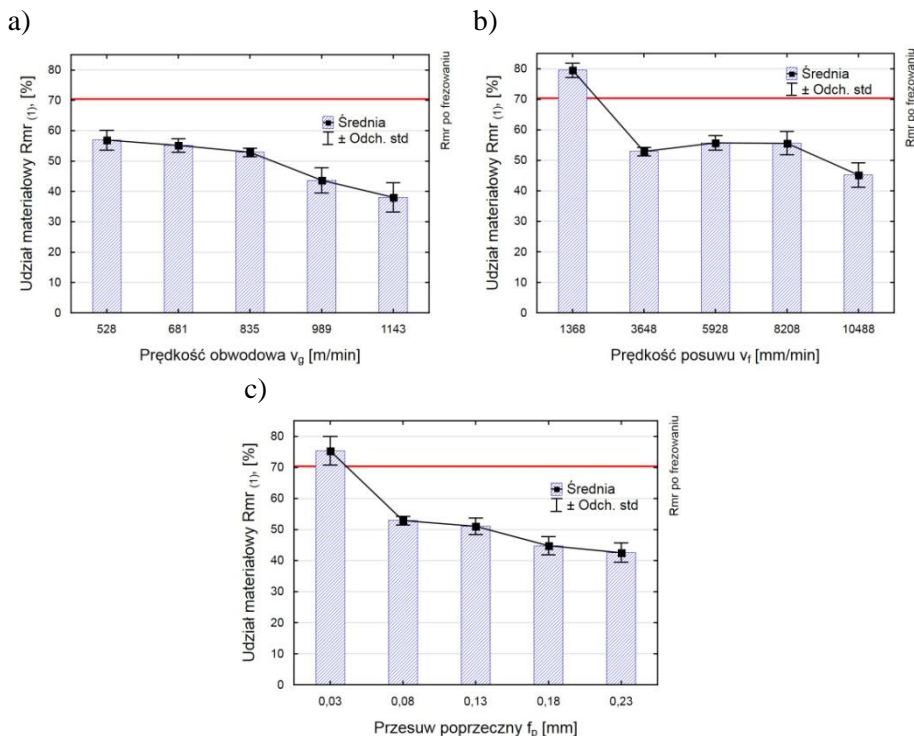 a)
Udział materiałowy Rmr (1), [%]
80
70
60
50
40
30
20
10
0
Średnia
± Odch. std
Rmr po frezowaniu
528 681 835 989 1143
Prędkość obwodowa vg [m/min]
b)
Udział materiałowy Rmr (1), [%]
80
70
60
50
40
30
20
10
0
Średnia
± Odch. std
Rmr po frezowaniu
1368 3648 5928 8208 10488
Prędkość posuwu vf [mm/min]
c)
Udział materiałowy Rmr (1), [%]
80
70
60
50
40
30
20
10
0
Średnia
± Odch. std
Rmr po frezowaniu
0,03 0,08 0,13 0,18 0,23
Przesuw poprzeczny fp [mm]